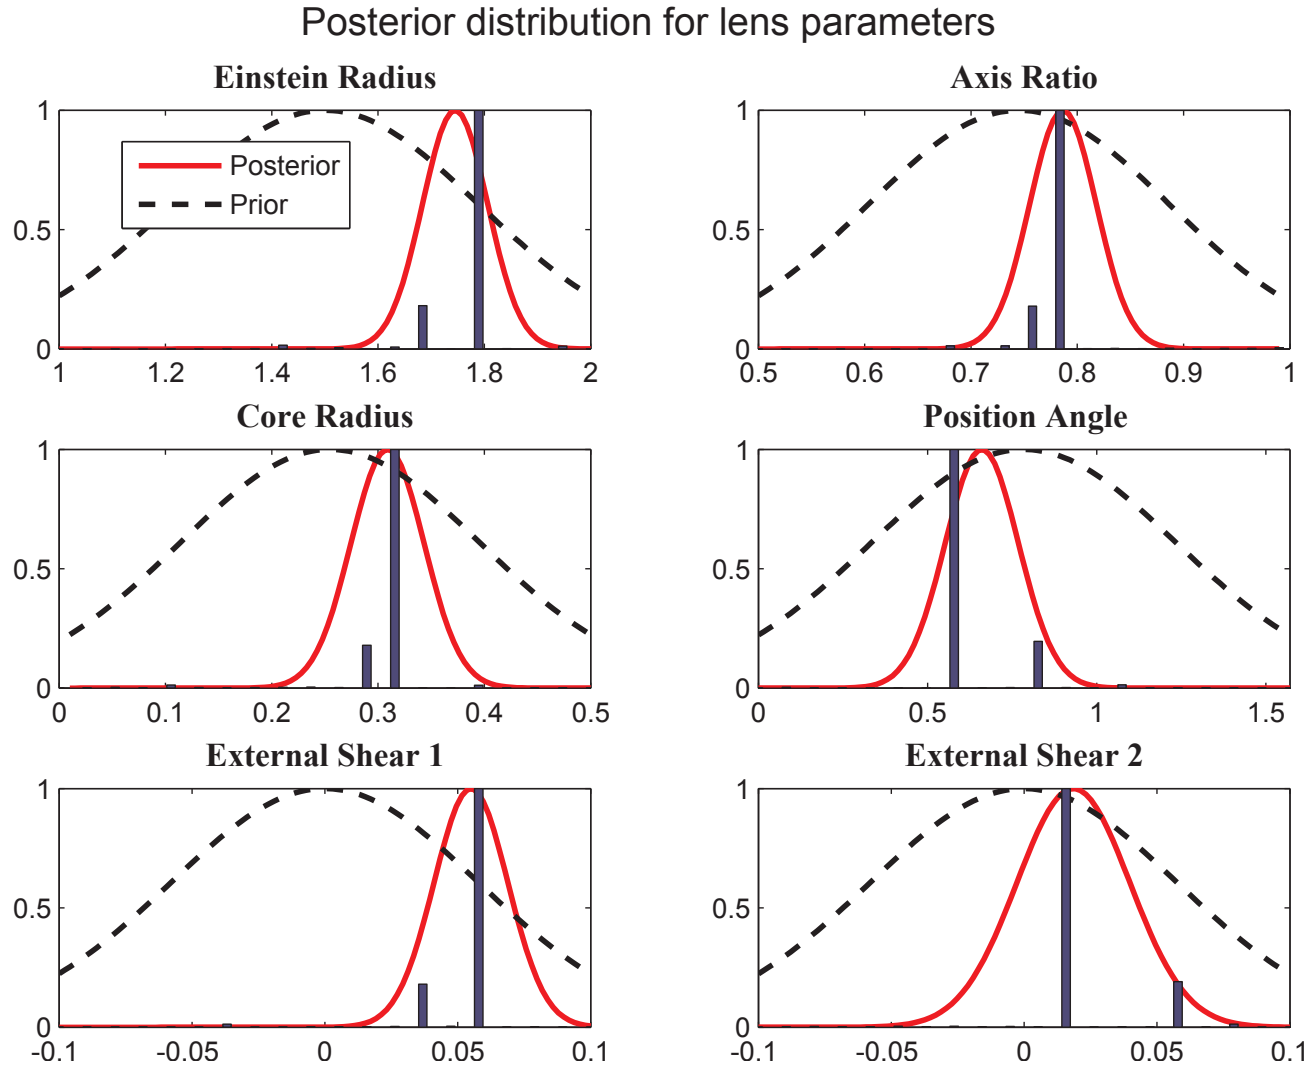 Posterior distribution for lens parameters
Einstein Radius
1
0.5
0
Posterior
Prior
1 1.2 1.4 1.6 1.8 2
Axis Ratio
1
0.5
0
0.5 0.6 0.7 0.8 0.9 1
Core Radius
1
0.5
0
0 0.1 0.2 0.3 0.4 0.5
Position Angle
1
0.5
0
0 0.5 1 1.5
External Shear 1
1
0.5
0
-0.1 -0.05 0 0.05 0.1
External Shear 2
1
0.5
0
-0.1 -0.05 0 0.05 0.1